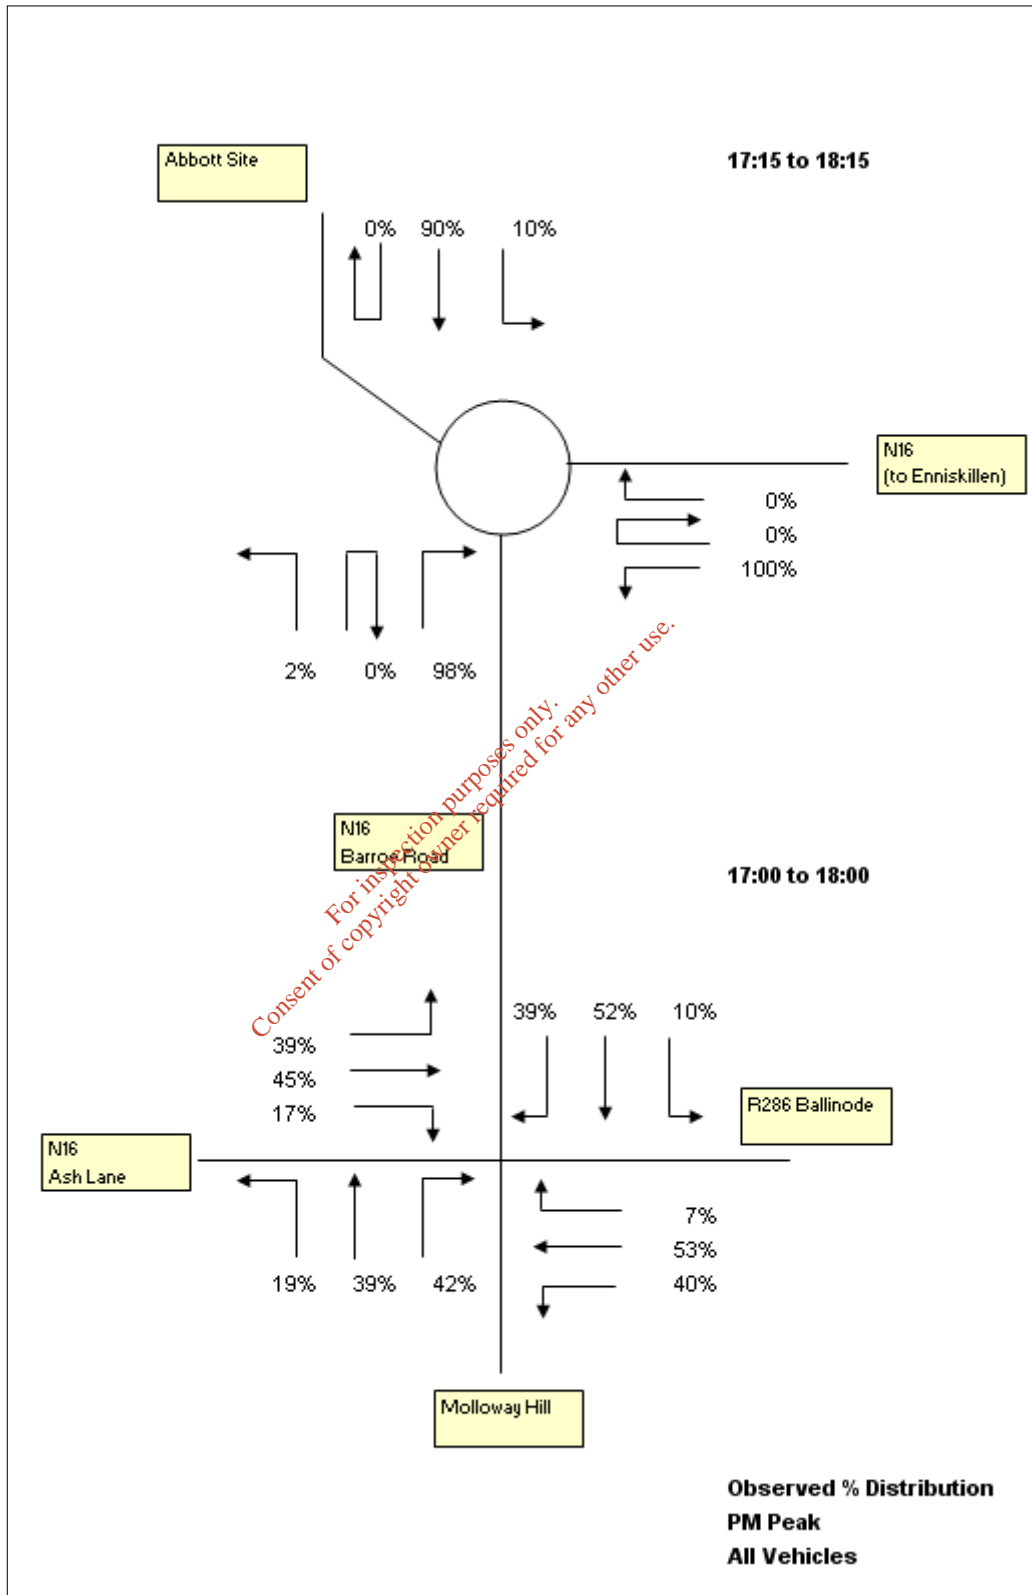 Abbott Site
17:15 to 18:15
0% 90% 10%
N16
(to Enniskillen)
0%
0%
100%
2% 0% 98%
For inspection purposes only.
Consent of copyright owner required for any other use.
N16
Barroe Road
17:00 to 18:00
39% 52% 10%
39%
45%
17%
R286 Ballinode
N16
Ash Lane
7%
53%
40%
19% 39% 42%
Molloway Hill
Observed % Distribution
PM Peak
All Vehicles